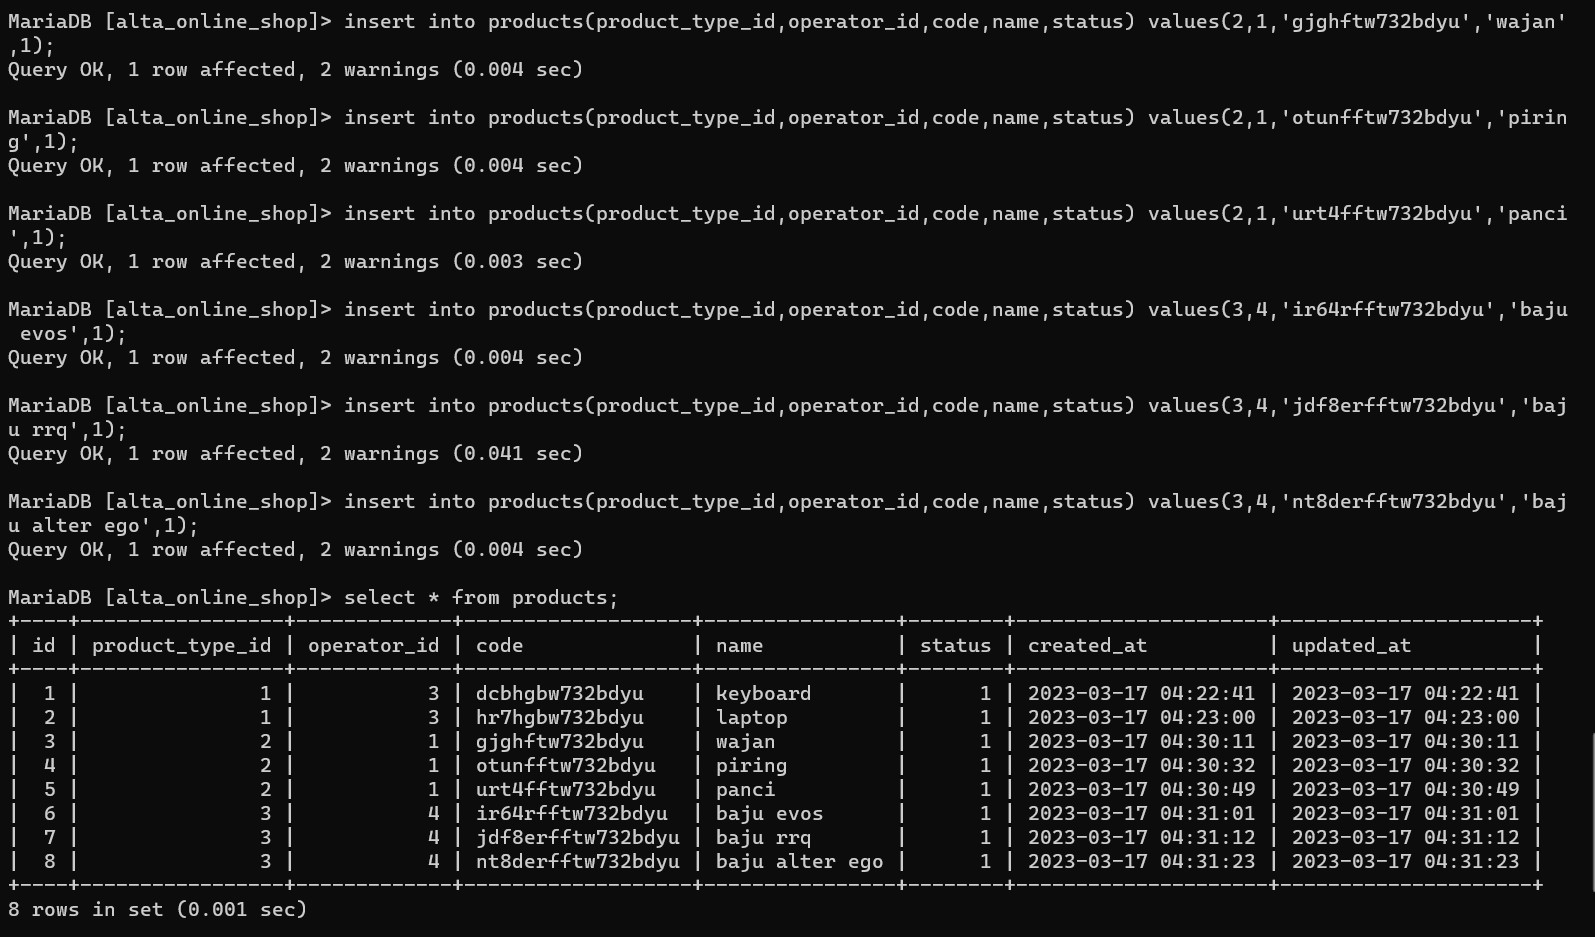 MariaDB [alta_online_shop]> insert into products(product_type_id,operator_id,code,name,status) values(2,1,'gjghftw732bdyu','wajan'
,1);
Query OK, 1 row affected, 2 warnings (0.004 sec)
MariaDB [alta_online_shop]> insert into products(product_type_id,operator_id,code,name,status) values(2,1,'otunfftw732bdyu','pirin
g',1);
Query OK, 1 row affected, 2 warnings (0.004 sec)
MariaDB [alta_online_shop]> insert into products(product_type_id,operator_id,code,name,status) values(2,1,'urt4fftw732bdyu','panci
',1);
Query OK, 1 row affected, 2 warnings (0.003 sec)
MariaDB [alta_online_shop]> insert into products(product_type_id,operator_id,code,name,status) values(3,4,'ir64rfftw732bdyu','baju
 evos',1);
Query OK, 1 row affected, 2 warnings (0.004 sec)
MariaDB [alta_online_shop]> insert into products(product_type_id,operator_id,code,name,status) values(3,4,'jdf8erfftw732bdyu','baj
u rrq',1);
Query OK, 1 row affected, 2 warnings (0.041 sec)
MariaDB [alta_online_shop]> insert into products(product_type_id,operator_id,code,name,status) values(3,4,'nt8derfftw732bdyu','baj
u alter ego',1);
Query OK, 1 row affected, 2 warnings (0.004 sec)
MariaDB [alta_online_shop]> select * from products;
+----+-----------------+-------------+-------------------+----------------+--------+---------------------+---------------------+
| id | product_type_id | operator_id | code              | name           | status | created_at          | updated_at          |
+----+-----------------+-------------+-------------------+----------------+--------+---------------------+---------------------+
|  1 |               1 |           3 | dcbhgbw732bdyu    | keyboard       |      1 | 2023-03-17 04:22:41 | 2023-03-17 04:22:41 |
|  2 |               1 |           3 | hr7hgbw732bdyu    | laptop         |      1 | 2023-03-17 04:23:00 | 2023-03-17 04:23:00 |
|  3 |               2 |           1 | gjghftw732bdyu    | wajan          |      1 | 2023-03-17 04:30:11 | 2023-03-17 04:30:11 |
|  4 |               2 |           1 | otunfftw732bdyu   | piring         |      1 | 2023-03-17 04:30:32 | 2023-03-17 04:30:32 |
|  5 |               2 |           1 | urt4fftw732bdyu   | panci          |      1 | 2023-03-17 04:30:49 | 2023-03-17 04:30:49 |
|  6 |               3 |           4 | ir64rfftw732bdyu  | baju evos      |      1 | 2023-03-17 04:31:01 | 2023-03-17 04:31:01 |
|  7 |               3 |           4 | jdf8erfftw732bdyu | baju rrq       |      1 | 2023-03-17 04:31:12 | 2023-03-17 04:31:12 |
|  8 |               3 |           4 | nt8derfftw732bdyu | baju alter ego |      1 | 2023-03-17 04:31:23 | 2023-03-17 04:31:23 |
+----+-----------------+-------------+-------------------+----------------+--------+---------------------+---------------------+
8 rows in set (0.001 sec)